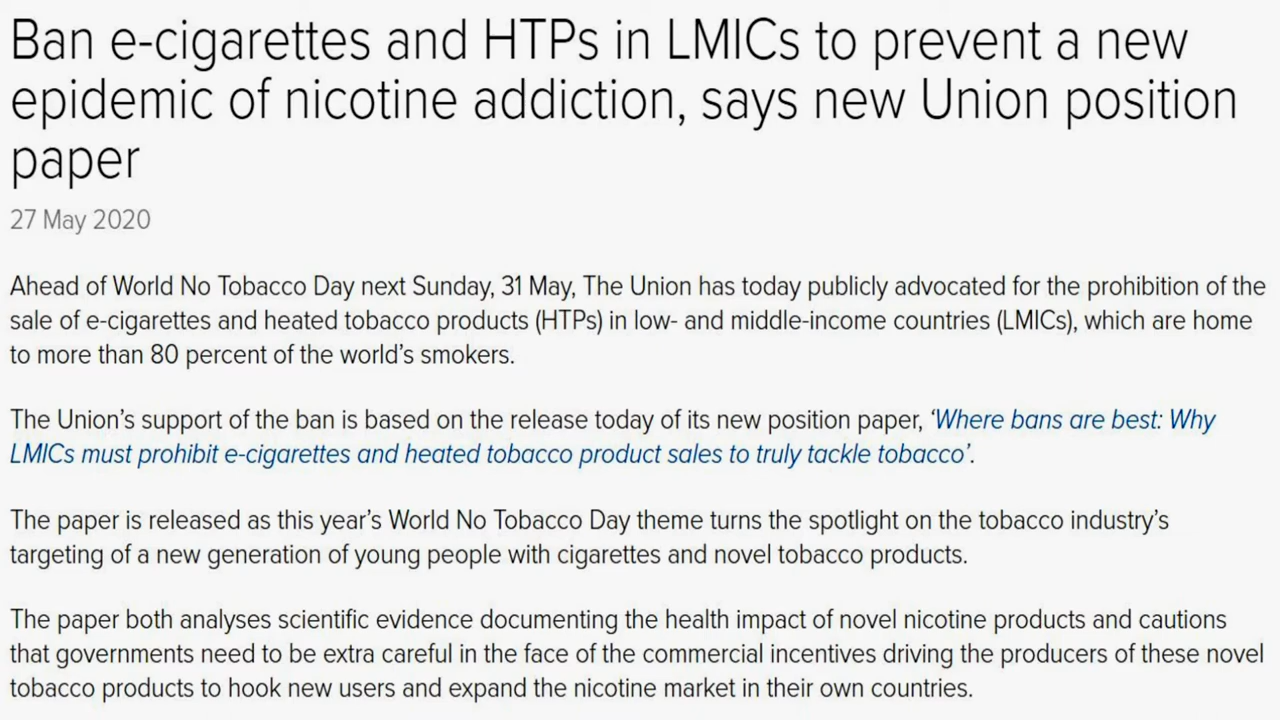 Ban e-cigarettes and HTPs in LMICs to prevent a new
epidemic of nicotine addiction, says new Union position
paper
27 May 2020
Ahead of World No Tobacco Day next Sunday, 31 May, The Union has today publicly advocated for the prohibition of the
sale of e-cigarettes and heated tobacco products (HTPs) in low- and middle-income countries (LMICs), which are home
to more than 80 percent of the world's smokers.
The Union's support of the ban is based on the release today of its new position paper, ‘Where bans are best: Why
LMICs must prohibit e-cigarettes and heated tobacco product sales to truly tackle tobacco’.
The paper is released as this year's World No Tobacco Day theme turns the spotlight on the tobacco industry's
targeting of a new generation of young people with cigarettes and novel tobacco products.
The paper both analyses scientific evidence documenting the health impact of novel nicotine products and cautions
that governments need to be extra careful in the face of the commercial incentives driving the producers of these novel
tobacco products to hook new users and expand the nicotine market in their own countries.